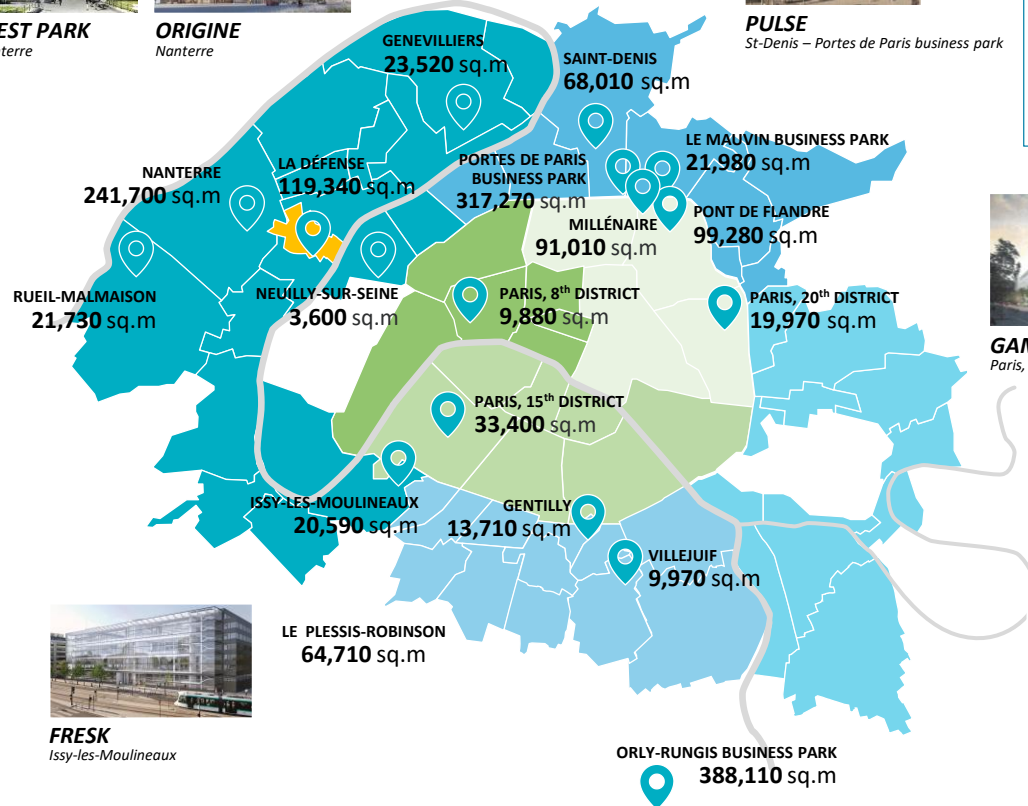 EST PARK
ORIGINE
Nanterre
PULSE
St-Denis – Portes de Paris business park
GENEVILLIERS
23,520 sq.m
SAINT-DENIS
68,010 sq.m
LE MAUVIN BUSINESS PARK
21,980 sq.m
NANTERRE
241,700 sq.m
LA DÉFENSE
119,340 sq.m
PORTES DE PARIS
BUSINESS PARK
317,270 sq.m
MILLÉNAIRE
91,010 sq.m
PONT DE FLANDRE
99,280 sq.m
RUEIL-MALMAISON
21,730 sq.m
NEUILLY-SUR-SEINE
3,600 sq.m
PARIS, 8th DISTRICT
9,880 sq.m
PARIS, 20th DISTRICT
19,970 sq.m
GAM
Paris,
PARIS, 15th DISTRICT
33,400 sq.m
ISSY-LES-MOULINEAUX
20,590 sq.m
GENTILLY
13,710 sq.m
VILLEJUIF
9,970 sq.m
LE PLESSIS-ROBINSON
64,710 sq.m
FRESK
Issy-les-Moulineaux
ORLY-RUNGIS BUSINESS PARK
388,110 sq.m